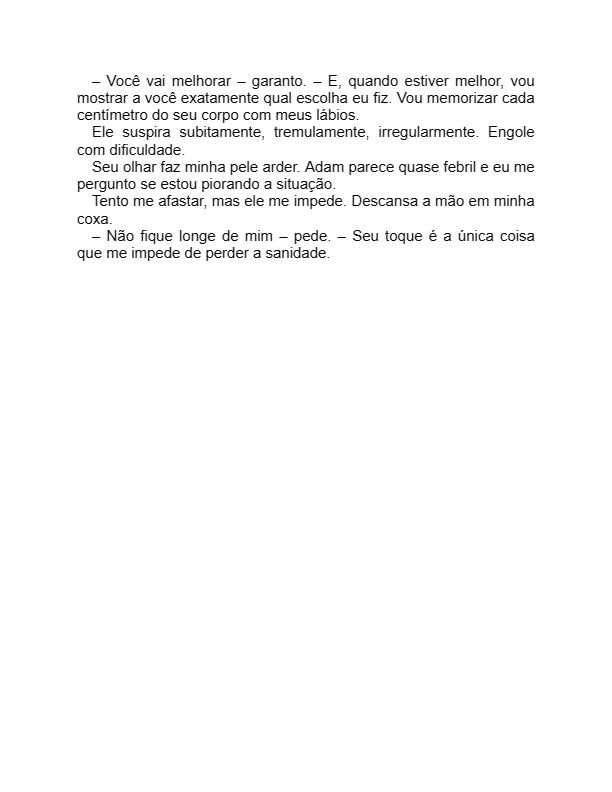 – Você vai melhorar – garanto. – E, quando estiver melhor, vou
mostrar a você exatamente qual escolha eu fiz. Vou memorizar cada
centímetro do seu corpo com meus lábios.
Ele suspira subitamente, tremulamente, irregularmente. Engole
com dificuldade.
Seu olhar faz minha pele arder. Adam parece quase febril e eu me
pergunto se estou piorando a situação.
Tento me afastar, mas ele me impede. Descansa a mão em minha
coxa.
– Não fique longe de mim – pede. – Seu toque é a única coisa
que me impede de perder a sanidade.